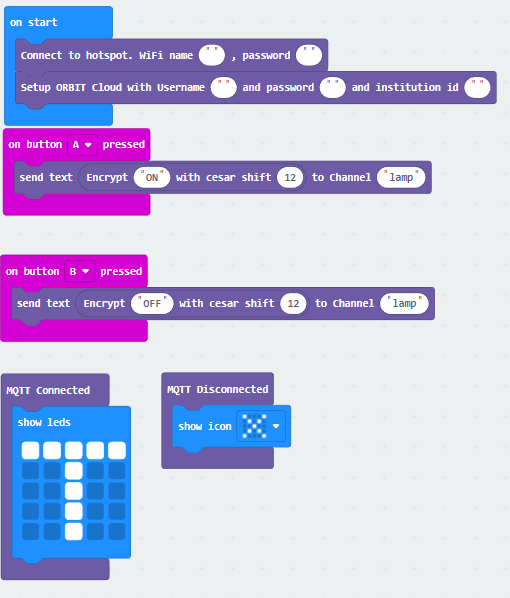 on start
Connect to hotspot. WiFi name " " , password " "
Setup ORBIT Cloud with Username " " and password " " and institution id " "
on button A pressed
send text Encrypt "ON" with cesar shift 12 to Channel "lamp"
on button B pressed
send text Encrypt "OFF" with cesar shift 12 to Channel "lamp"
MQTT Connected
show leds
MQTT Disconnected
show icon